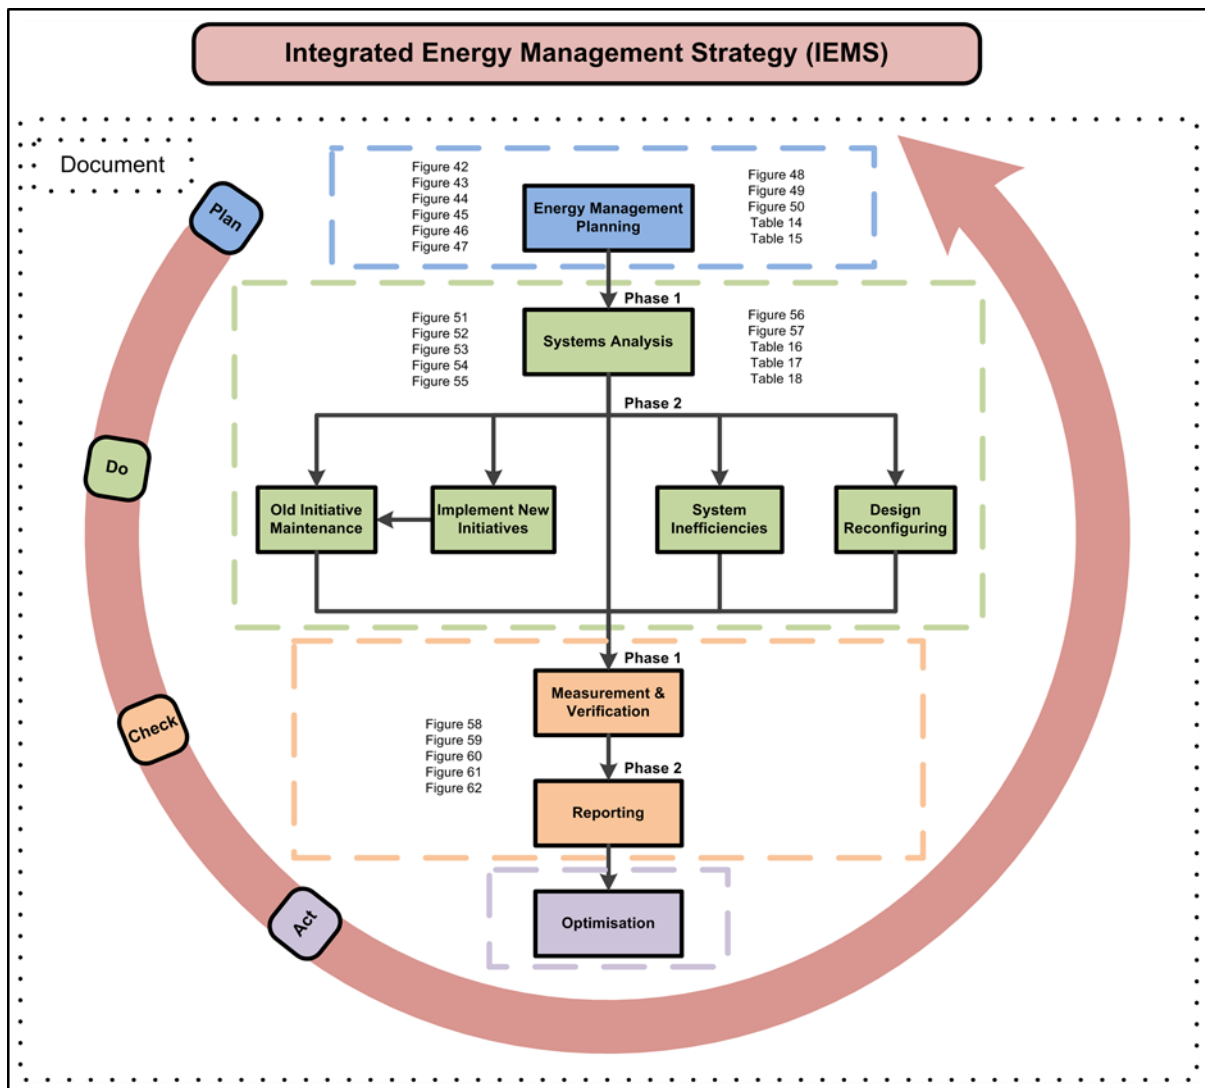 Integrated Energy Management Strategy (IEMS)
Document
Plan
Figure 42
Figure 43
Figure 44
Figure 45
Figure 46
Figure 47
Energy Management
Planning
Figure 48
Figure 49
Figure 50
Table 14
Table 15
Phase 1
Figure 51
Figure 52
Figure 53
Figure 54
Figure 55
Systems Analysis
Figure 56
Figure 57
Table 16
Table 17
Table 18
Phase 2
Do
Old Initiative
Maintenance
Implement New
Initiatives
System
Inefficiencies
Design
Reconfiguring
Phase 1
Measurement &
Verification
Check
Figure 58
Figure 59
Figure 60
Figure 61
Figure 62
Phase 2
Reporting
Act
Optimisation